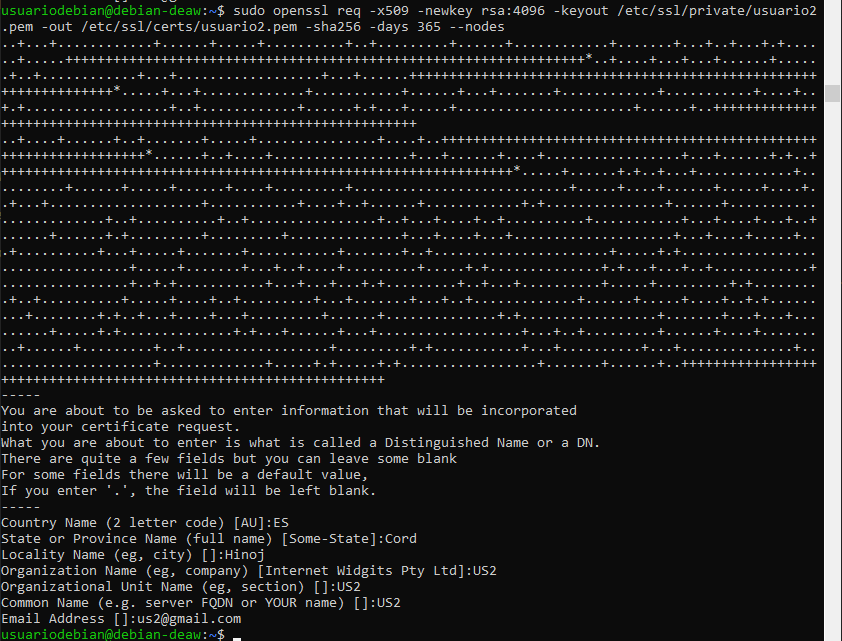 usuariodebian@debian-deaw:~$ sudo openssl req -x509 -newkey rsa:4096 -keyout /etc/ssl/private/usuario2
.pem -out /etc/ssl/certs/usuario2.pem -sha256 -days 365 --nodes
-----
You are about to be asked to enter information that will be incorporated
into your certificate request.
What you are about to enter is what is called a Distinguished Name or a DN.
There are quite a few fields but you can leave some blank
For some fields there will be a default value,
If you enter '.', the field will be left blank.
-----
Country Name (2 letter code) [AU]:ES
State or Province Name (full name) [Some-State]:Cord
Locality Name (eg, city) []:Hinoj
Organization Name (eg, company) [Internet Widgits Pty Ltd]:US2
Organizational Unit Name (eg, section) []:US2
Common Name (e.g. server FQDN or YOUR name) []:US2
Email Address []:us2@gmail.com
usuariodebian@debian-deaw:~$